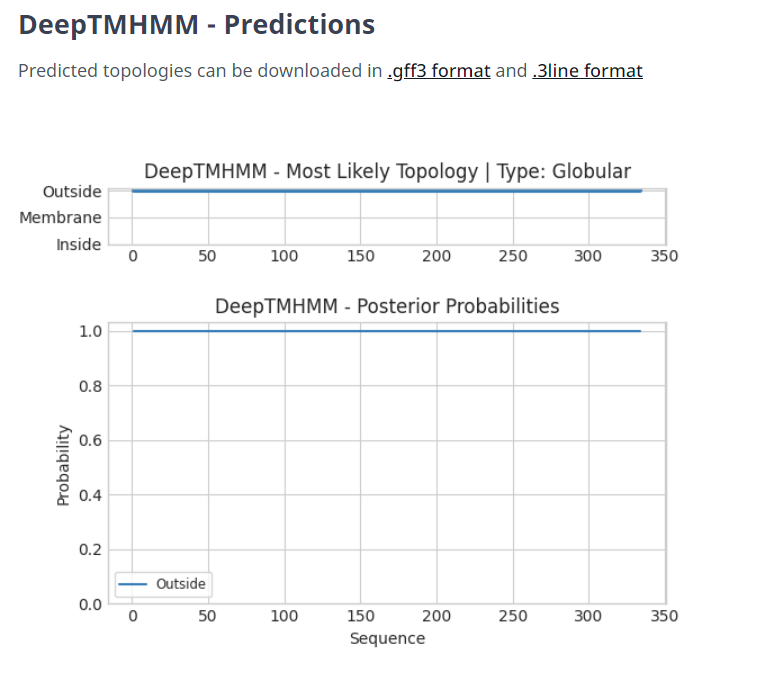 DeepTMHMM - Predictions
Predicted topologies can be downloaded in .gff3 format and .3line format
DeepTMHMM - Most Likely Topology | Type: Globular
Outside
Membrane
Inside
0 50 100 150 200 250 300 350
DeepTMHMM - Posterior Probabilities
1.0
0.8
0.6
0.4
0.2
0.0
Probability
Outside
0 50 100 150 200 250 300 350
Sequence